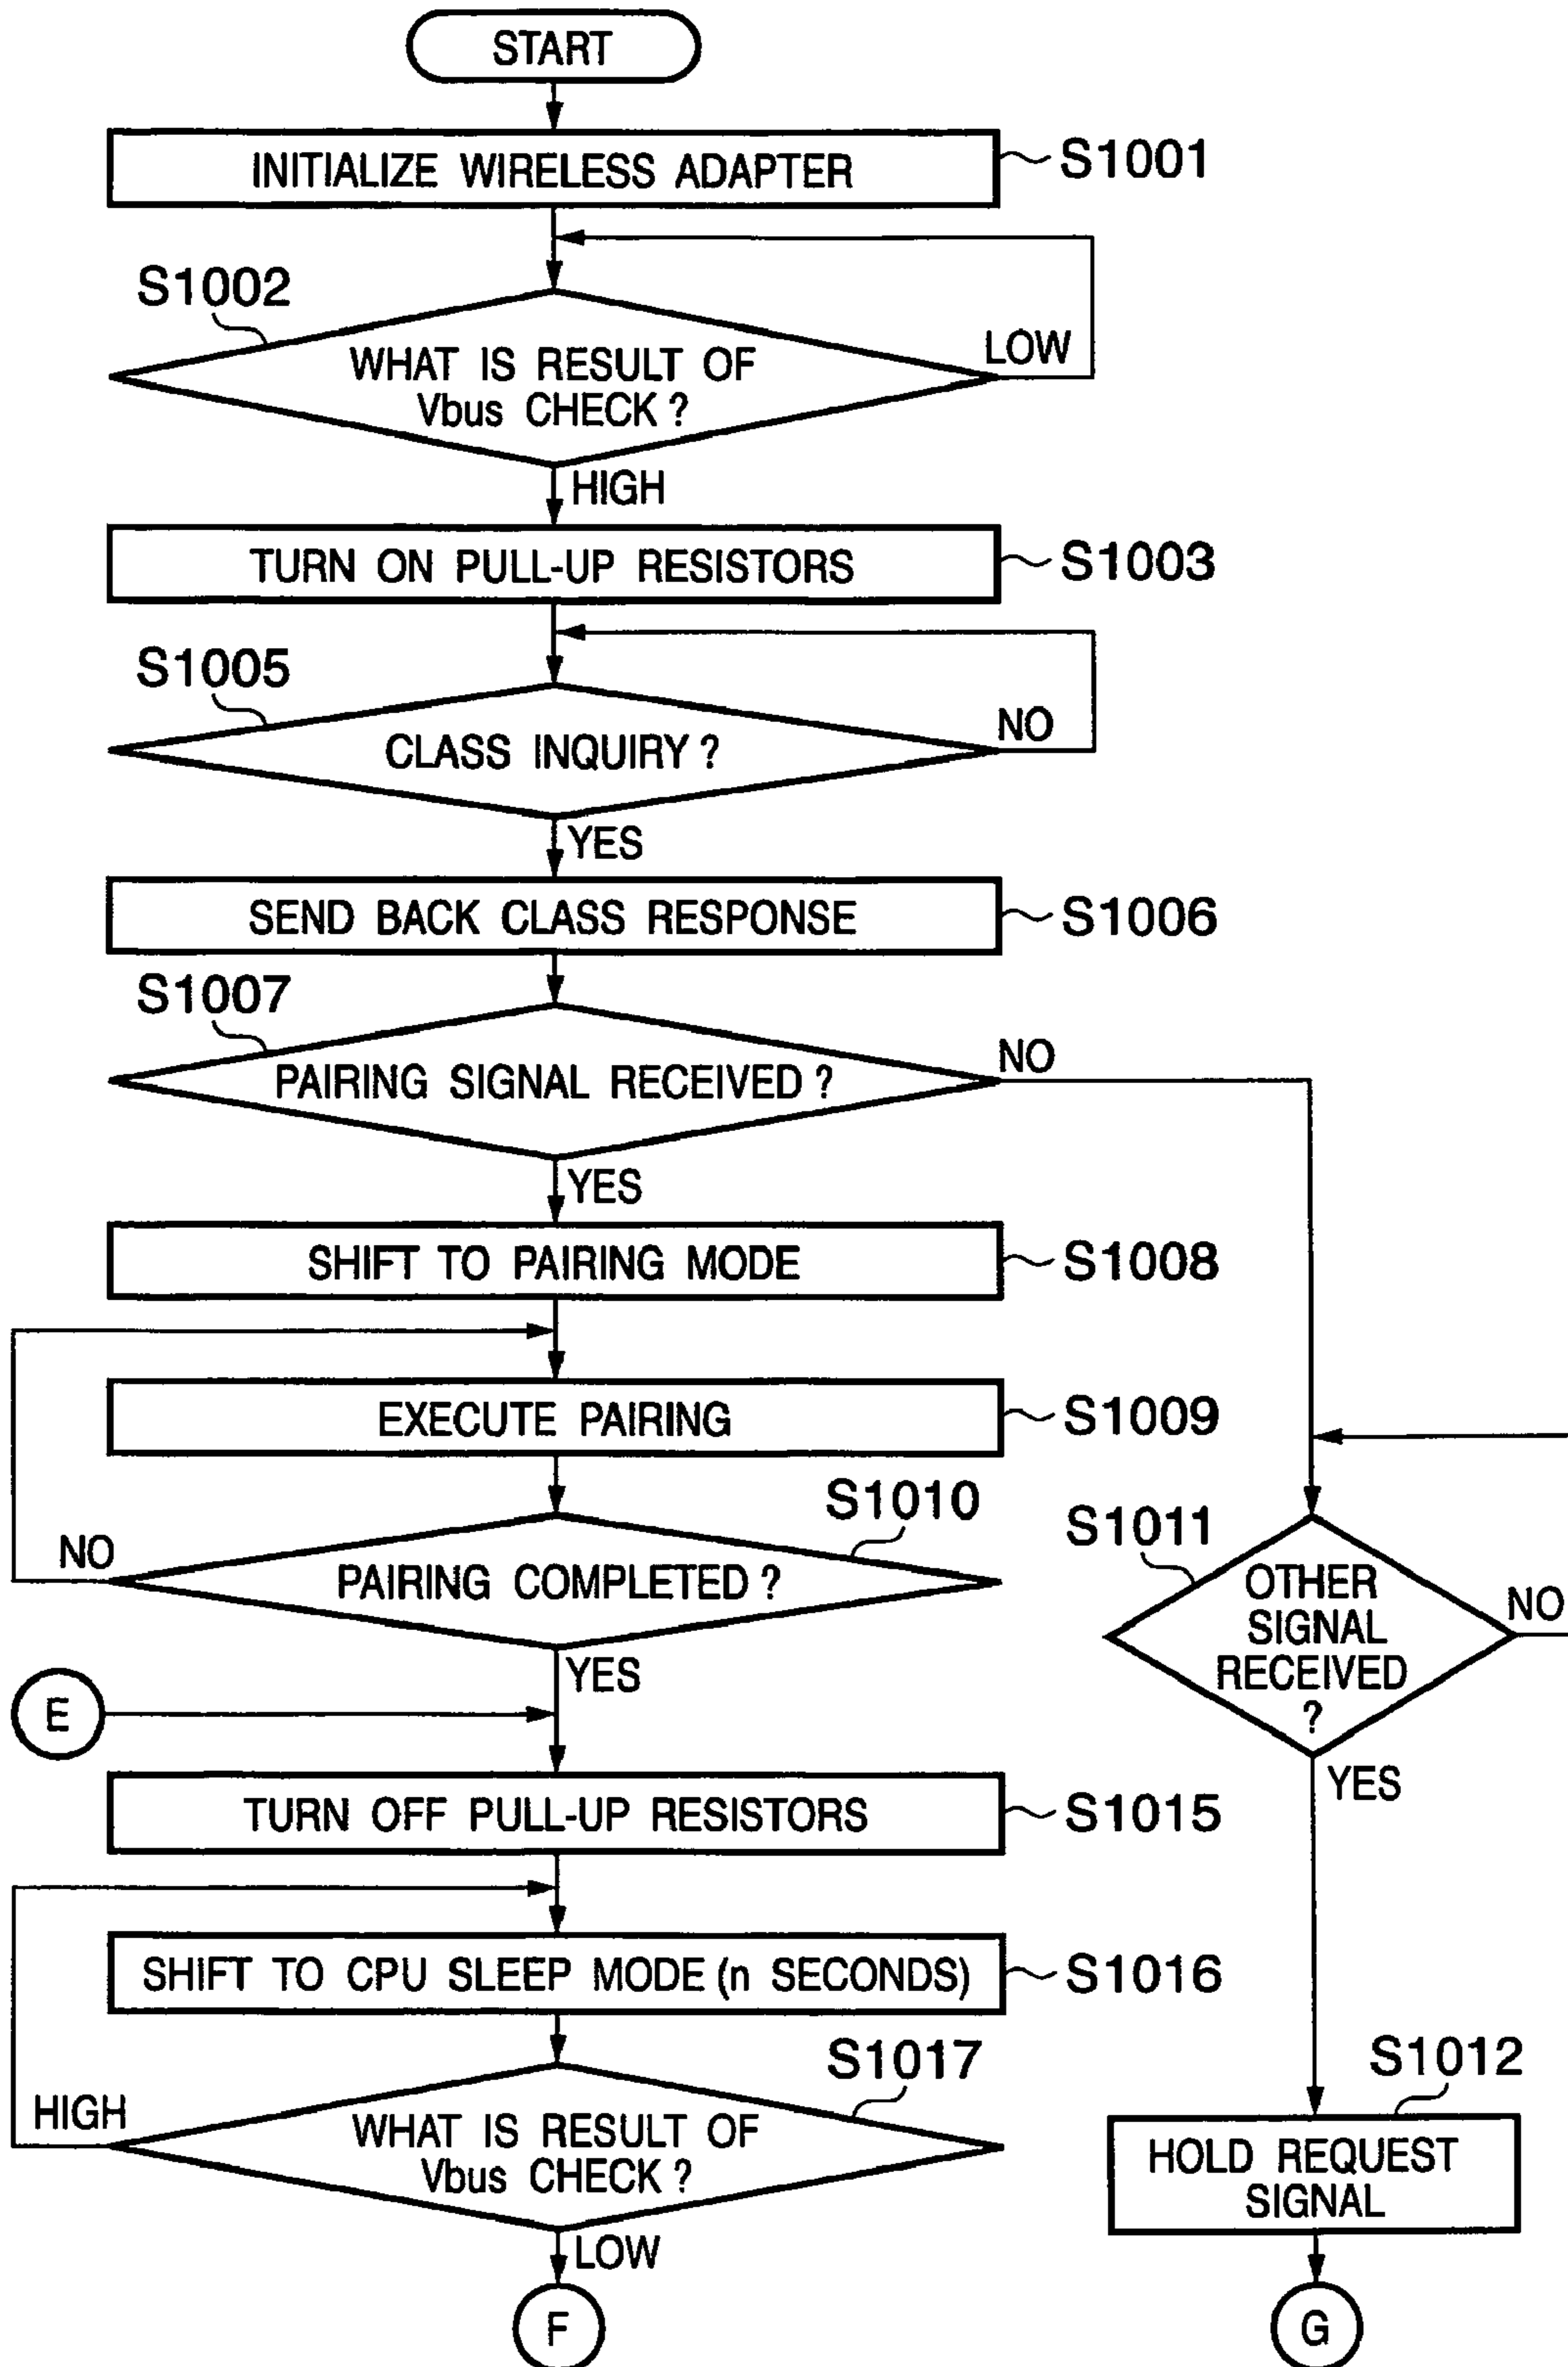 START
INITIALIZE WIRELESS ADAPTER
S1001
S1002
WHAT IS RESULT OF
Vbus CHECK ?
LOW
HIGH
TURN ON PULL-UP RESISTORS
S1003
S1005
CLASS INQUIRY ?
NO
YES
SEND BACK CLASS RESPONSE
S1006
S1007
PAIRING SIGNAL RECEIVED ?
NO
YES
SHIFT TO PAIRING MODE
S1008
EXECUTE PAIRING
S1009
S1010
PAIRING COMPLETED ?
NO
YES
S1011
OTHER
SIGNAL
RECEIVED
?
NO
YES
E
TURN OFF PULL-UP RESISTORS
S1015
SHIFT TO CPU SLEEP MODE (n SECONDS)
S1016
S1017
WHAT IS RESULT OF
Vbus CHECK ?
HIGH
LOW
F
S1012
HOLD REQUEST
SIGNAL
G